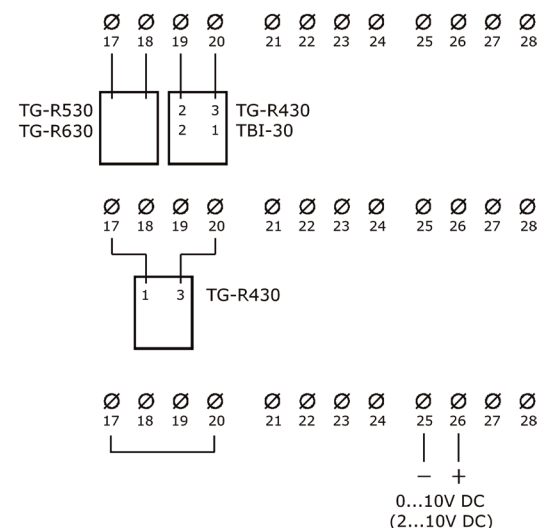 17 18 19 20 21 22 23 24 25 26 27 28
TG-R530 2 3 TG-R430
TG-R630 2 1 TBI-30
17 18 19 20 21 22 23 24 25 26 27 28
1 3 TG-R430
17 18 19 20 21 22 23 24 25 26 27 28
− +
0...10V DC
(2...10V DC)